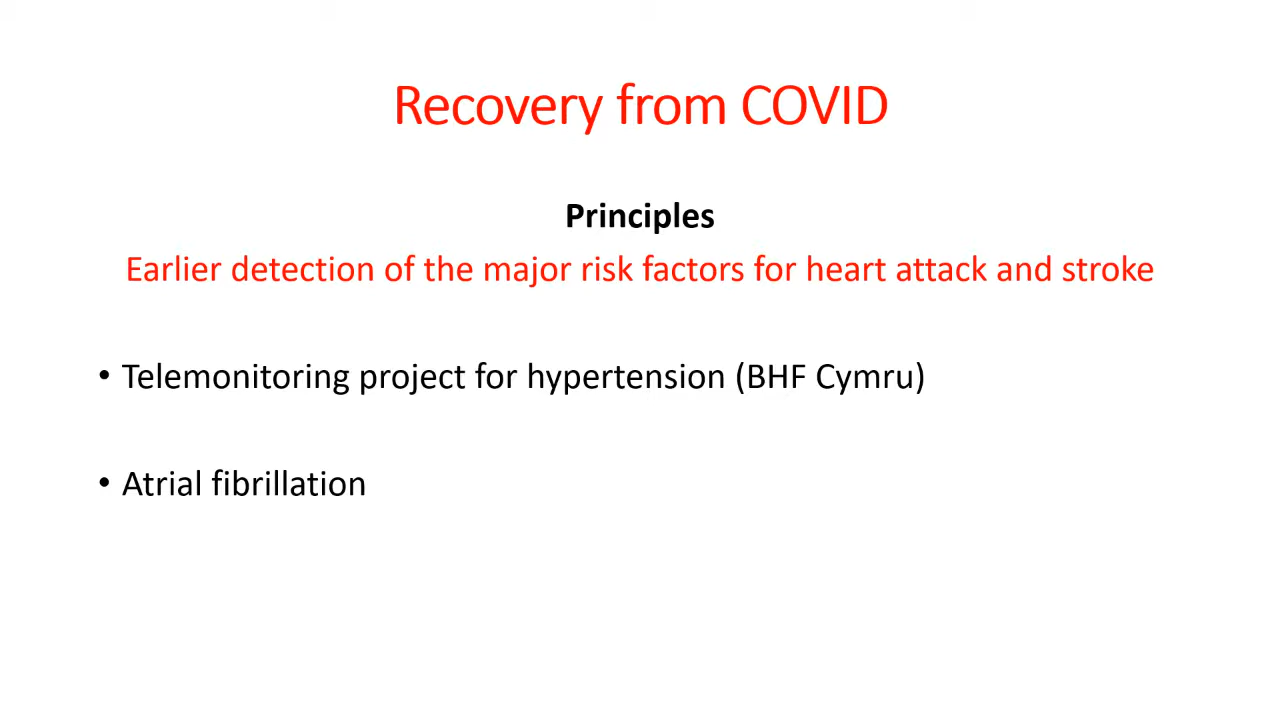 Recovery from COVID
Principles
Earlier detection of the major risk factors for heart attack and stroke
• Telemonitoring project for hypertension (BHF Cymru)
• Atrial fibrillation